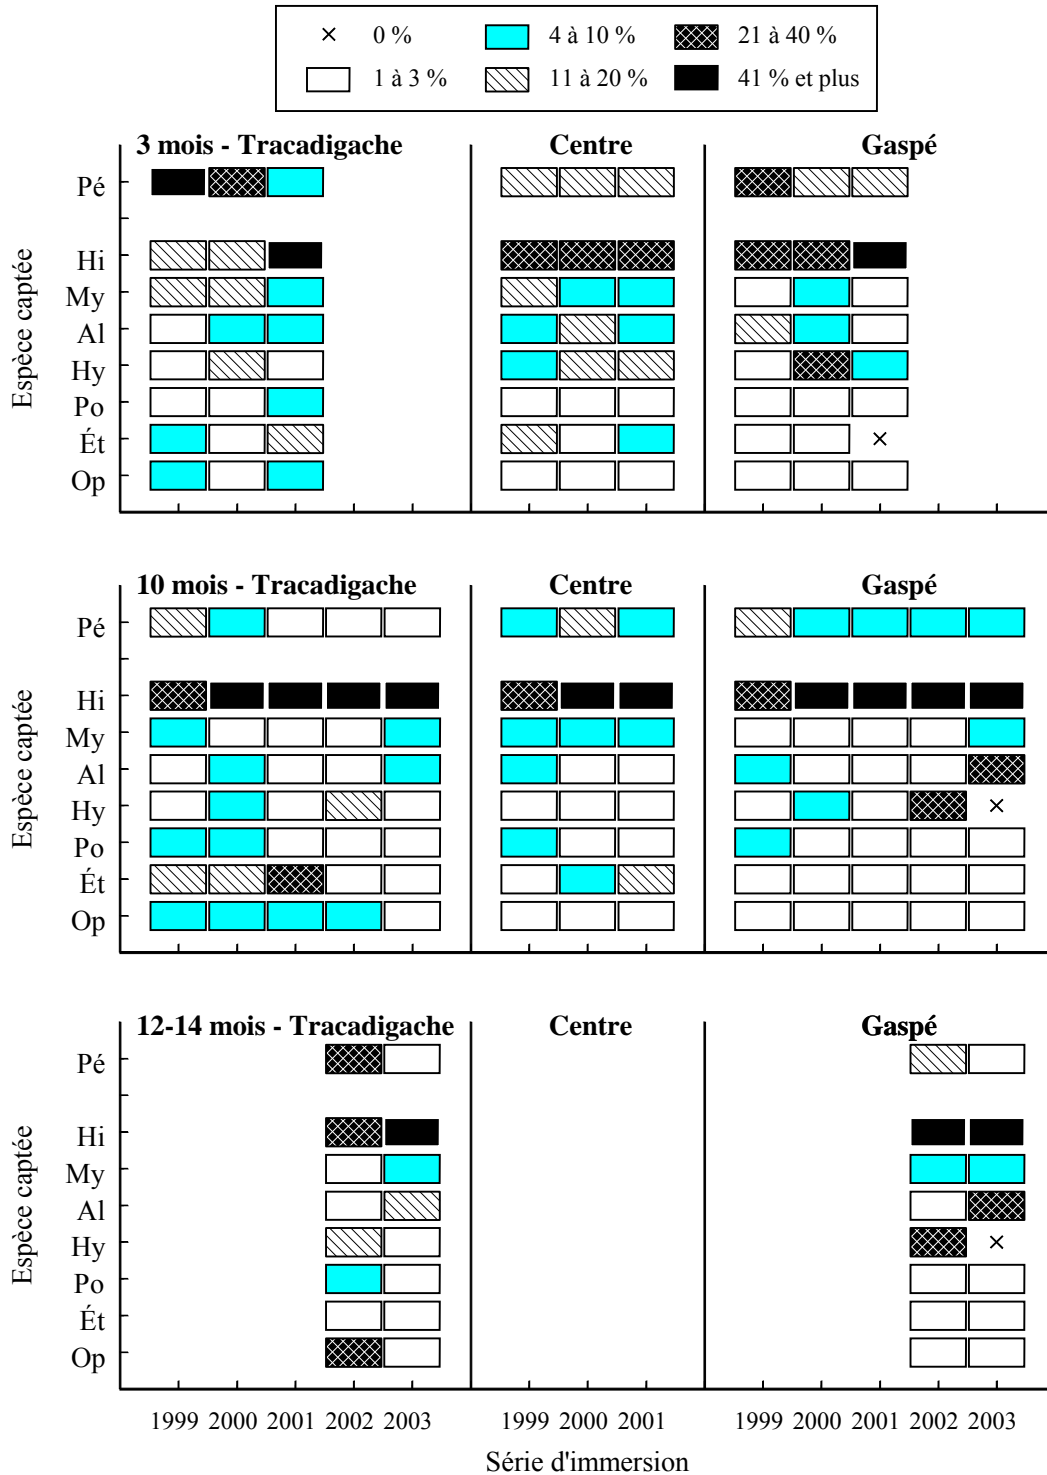 0 % 4 à 10 % 21 à 40 %
1 à 3 % 11 à 20 % 41 % et plus
3 mois - Tracadigache Centre Gaspé
Espèce captée
Pé
Hi
My
Al
Hy
Po
Ét
Op
10 mois - Tracadigache Centre Gaspé
Espèce captée
Pé
Hi
My
Al
Hy
Po
Ét
Op
12-14 mois - Tracadigache Centre Gaspé
Espèce captée
Pé
Hi
My
Al
Hy
Po
Ét
Op
1999 2000 2001 2002 2003 1999 2000 2001 1999 2000 2001 2002 2003
Série d'immersion